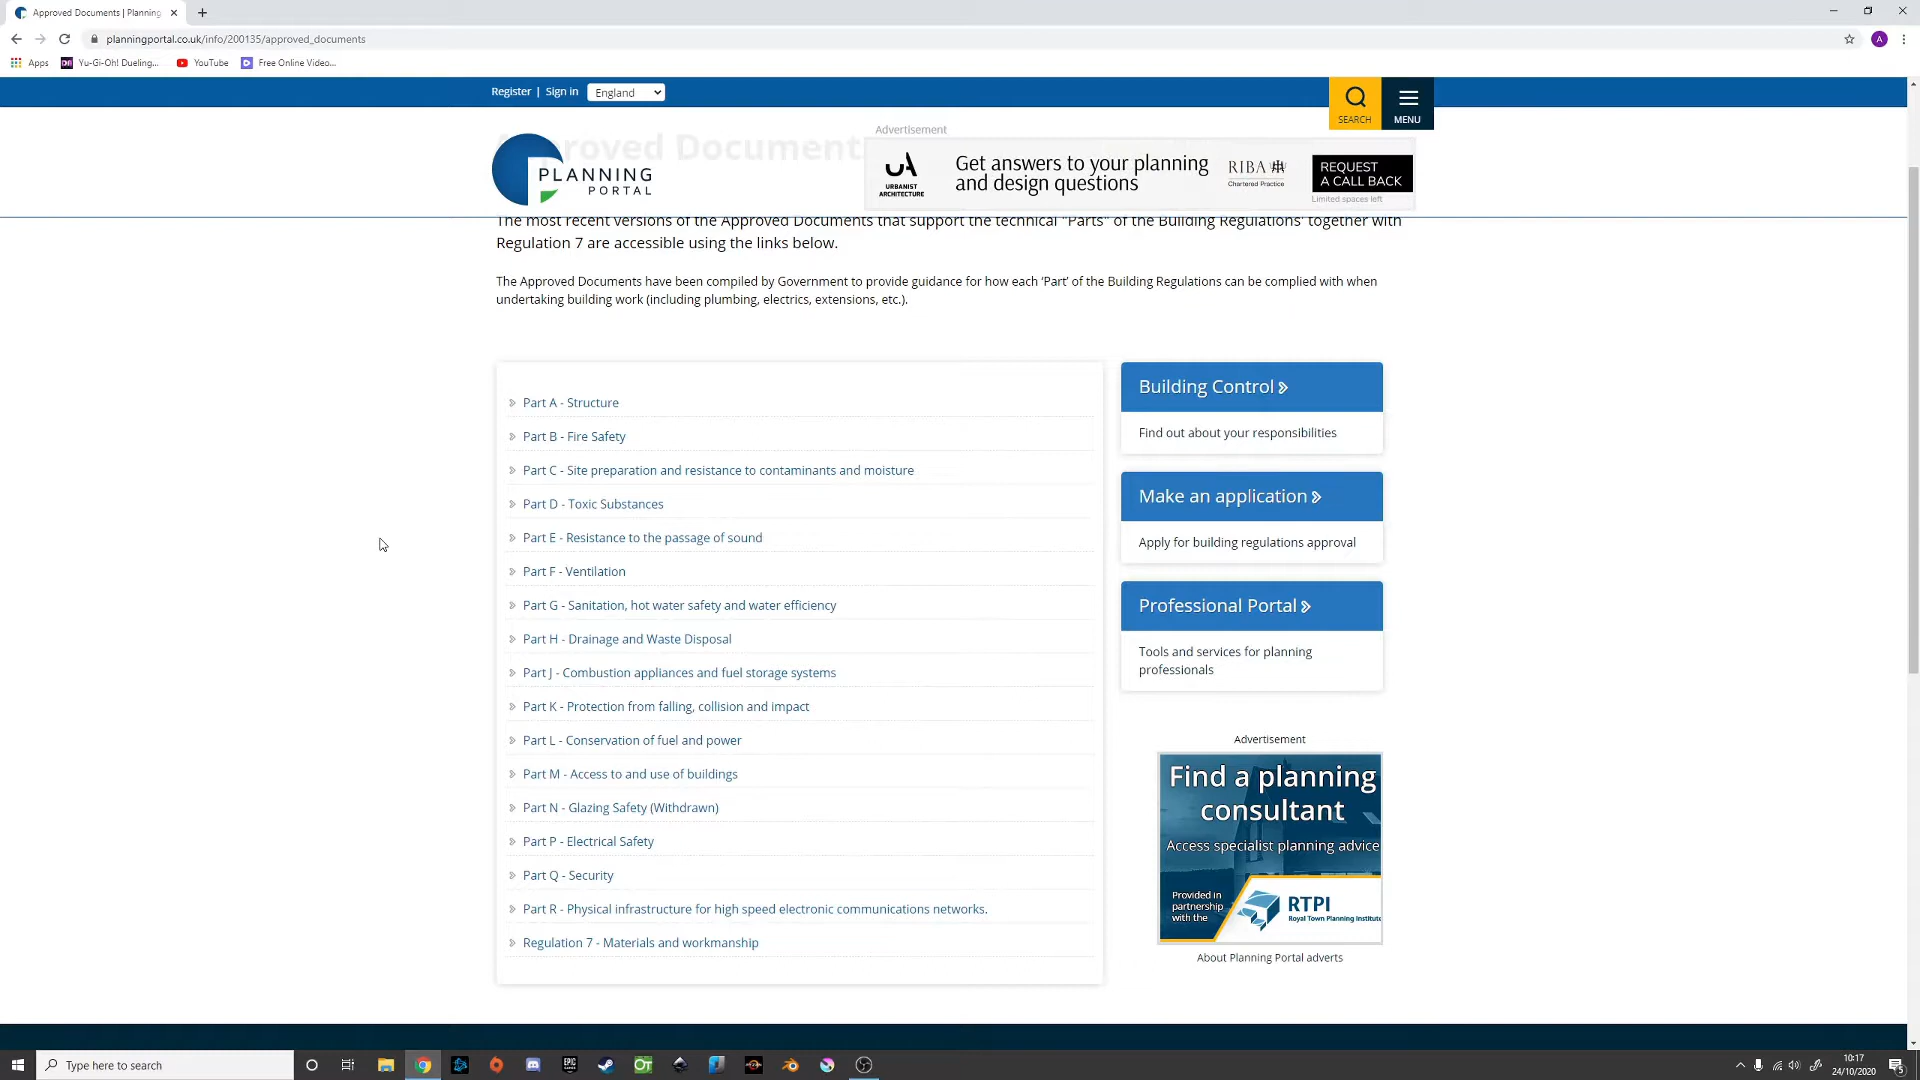 Approved Documents | Planning
planningportal.co.uk/info/200135/approved_documents
A
Apps
Yu-Gi-Oh! Dueling...
YouTube
Free Online Video...
Register | Sign in
England
SEARCH
MENU
PLANNING
PORTAL
roved Document
Advertisement
URBANIST
ARCHITECTURE
Get answers to your planning
and design questions
RIBA
Chartered Practice
REQUEST
A CALL BACK
Limited spaces left
The most recent versions of the Approved Documents that support the technical "Parts" of the Building Regulations' together with
Regulation 7 are accessible using the links below.
The Approved Documents have been compiled by Government to provide guidance for how each ‘Part’ of the Building Regulations can be complied with when
undertaking building work (including plumbing, electrics, extensions, etc.).
Part A - Structure
Part B - Fire Safety
Part C - Site preparation and resistance to contaminants and moisture
Part D - Toxic Substances
Part E - Resistance to the passage of sound
Part F - Ventilation
Part G - Sanitation, hot water safety and water efficiency
Part H - Drainage and Waste Disposal
Part J - Combustion appliances and fuel storage systems
Part K - Protection from falling, collision and impact
Part L - Conservation of fuel and power
Part M - Access to and use of buildings
Part N - Glazing Safety (Withdrawn)
Part P - Electrical Safety
Part Q - Security
Part R - Physical infrastructure for high speed electronic communications networks.
Regulation 7 - Materials and workmanship
Building Control
Find out about your responsibilities
Make an application
Apply for building regulations approval
Professional Portal
Tools and services for planning
professionals
Advertisement
Find a planning
consultant
Access specialist planning advice
Provided in
partnership
with the
RTPI
Royal Town Planning Institute
About Planning Portal adverts
Type here to search
OT
10:17
24/10/2020